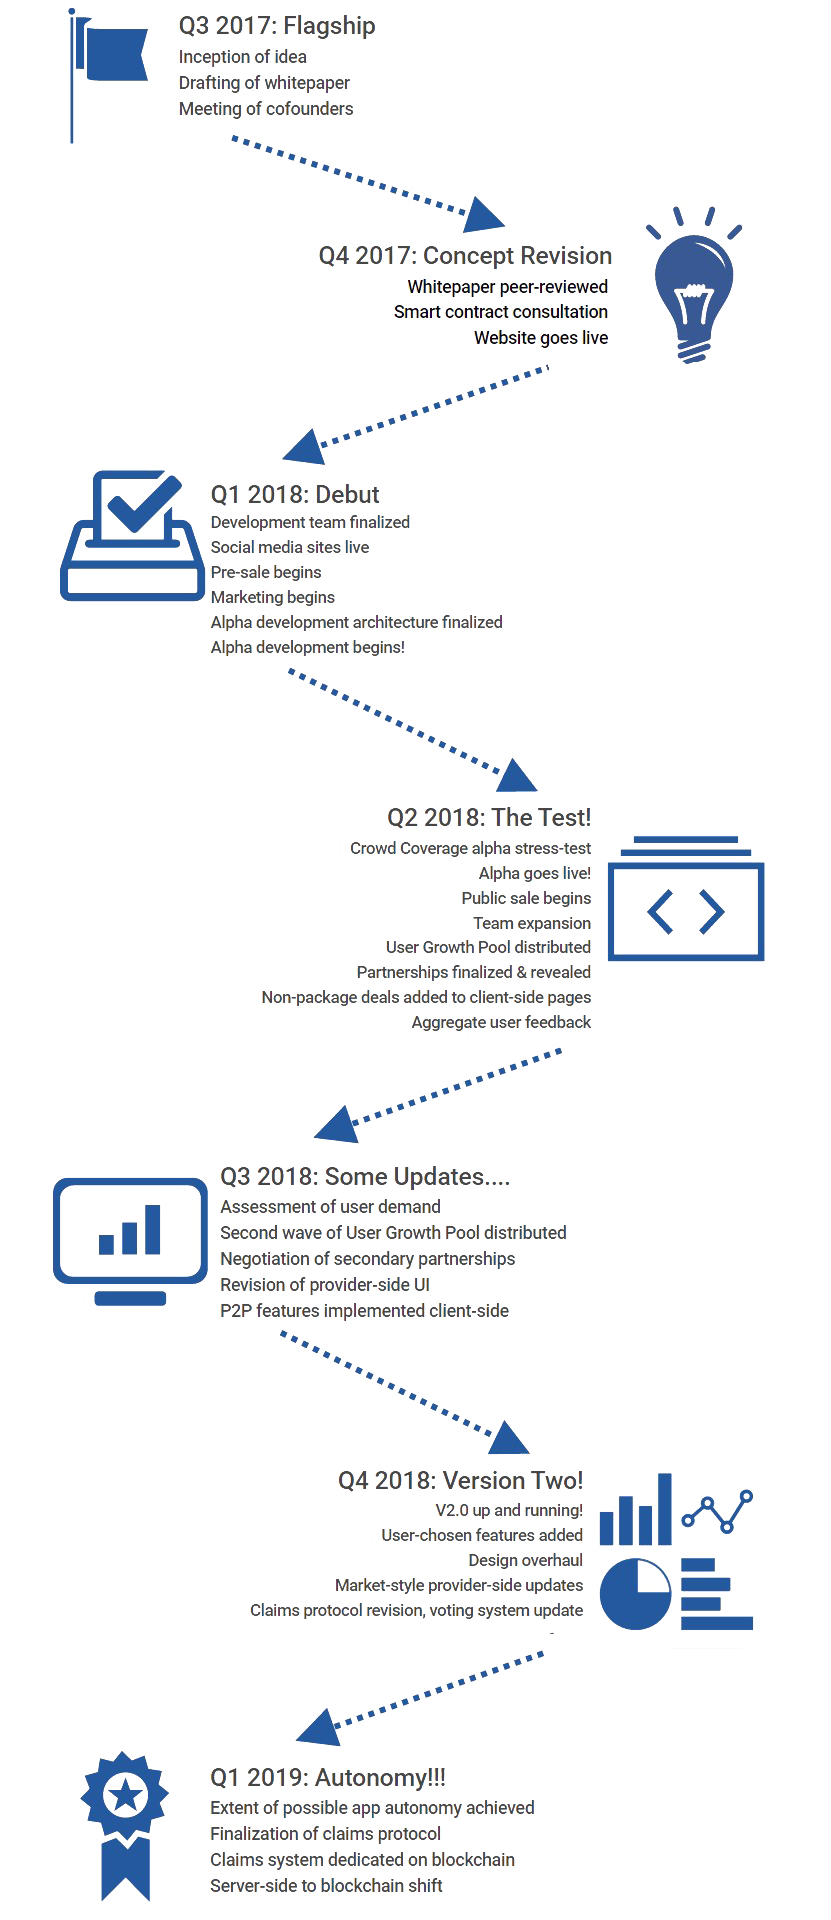 Q3 2017: Flagship
Inception of idea
Drafting of whitepaper
Meeting of cofounders
Q4 2017: Concept Revision
Whitepaper peer-reviewed
Smart contract consultation
Website goes live
Q1 2018: Debut
Development team finalized
Social media sites live
Pre-sale begins
Marketing begins
Alpha development architecture finalized
Alpha development begins!
Q2 2018: The Test!
Crowd Coverage alpha stress-test
Alpha goes live!
Public sale begins
Team expansion
User Growth Pool distributed
Partnerships finalized & revealed
Non-package deals added to client-side pages
Aggregate user feedback
Q3 2018: Some Updates....
Assessment of user demand
Second wave of User Growth Pool distributed
Negotiation of secondary partnerships
Revision of provider-side UI
P2P features implemented client-side
Q4 2018: Version Two!
V2.0 up and running!
User-chosen features added
Design overhaul
Market-style provider-side updates
Claims protocol revision, voting system update
Q1 2019: Autonomy!!!
Extent of possible app autonomy achieved
Finalization of claims protocol
Claims system dedicated on blockchain
Server-side to blockchain shift